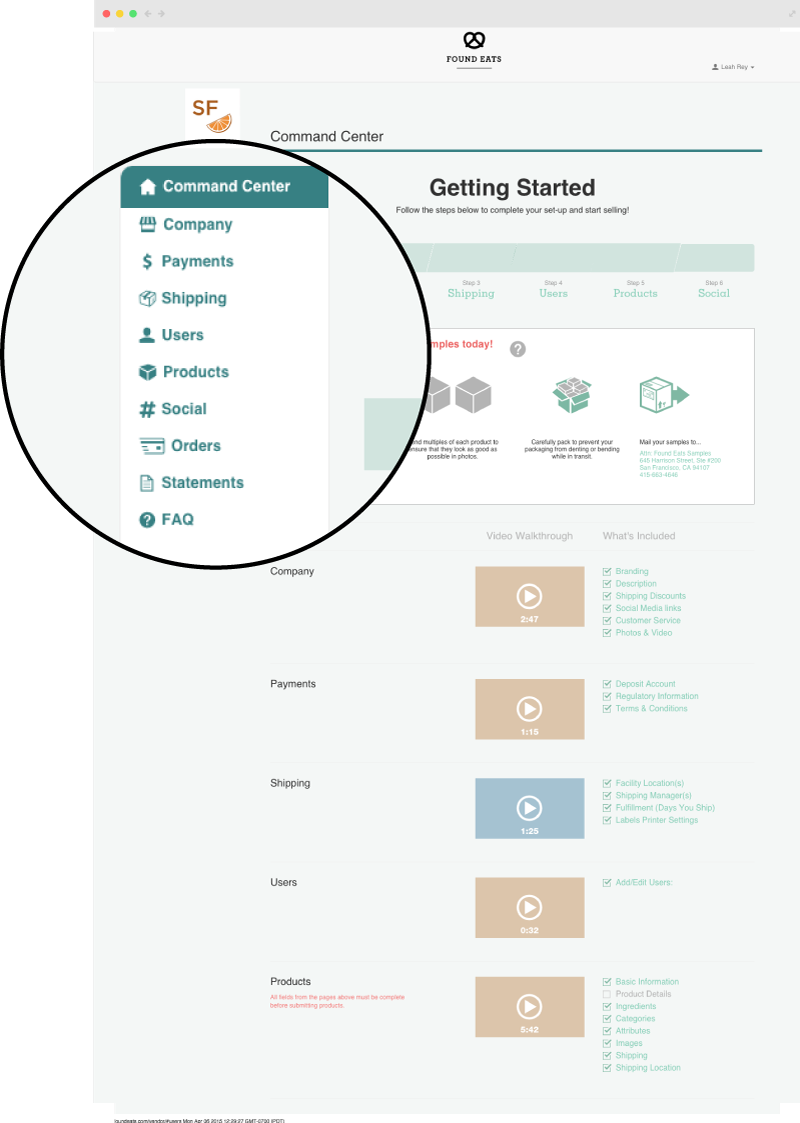 FOUND EATS
Leah Rey
SF
Command Center
Command Center
Company
Payments
Shipping
Users
Products
Social
Orders
Statements
FAQ
Getting Started
Follow the steps below to complete your set-up and start selling!
Step 3
Shipping
Step 4
Users
Step 5
Products
Step 6
Social
mples today!
?
nd multiples of each product to
nsure that they look as good as
possible in photos.
Carefully pack to prevent your
packaging from denting or bending
while in transit.
Mail your samples to...
Attn: Found Eats Samples
645 Harrison Street, Ste #200
San Francisco, CA 94107
415-663-4646
Video Walkthrough
What's Included
Company
2:47
Branding
Description
Shipping Discounts
Social Media links
Customer Service
Photos & Video
Payments
1:15
Deposit Account
Regulatory Information
Terms & Conditions
Shipping
1:25
Facility Location(s)
Shipping Manager(s)
Fulfillment (Days You Ship)
Labels Printer Settings
Users
0:32
Add/Edit Users:
Products
All fields from the pages above must be complete
before submitting products.
5:42
Basic Information
Product Details
Ingredients
Categories
Attributes
Images
Shipping
Shipping Location
foundeats.com/vendor/#users Mon Apr 06 2015 12:29:27 GMT-0700 (PDT)